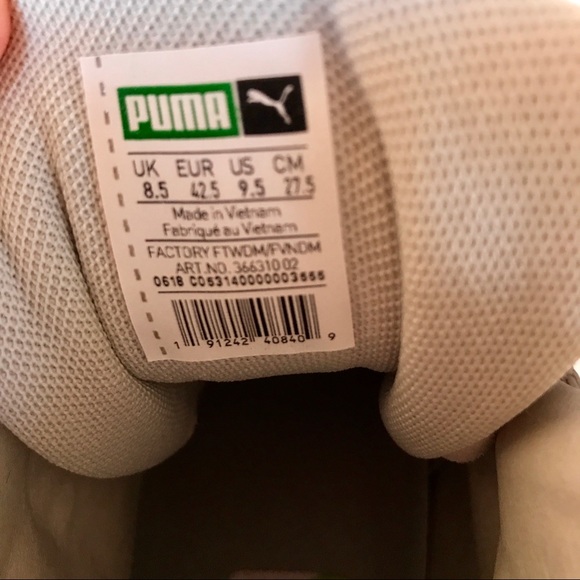 PUMA
UK EUR US CM
8.5 42.5 9.5 27.5
Made in Vietnam
Fabriqué au Vietnam
FACTORY FTWDM/FVNDM
ART.NO. 366310 02
0618 C053140000003555
1 91242 40840 9